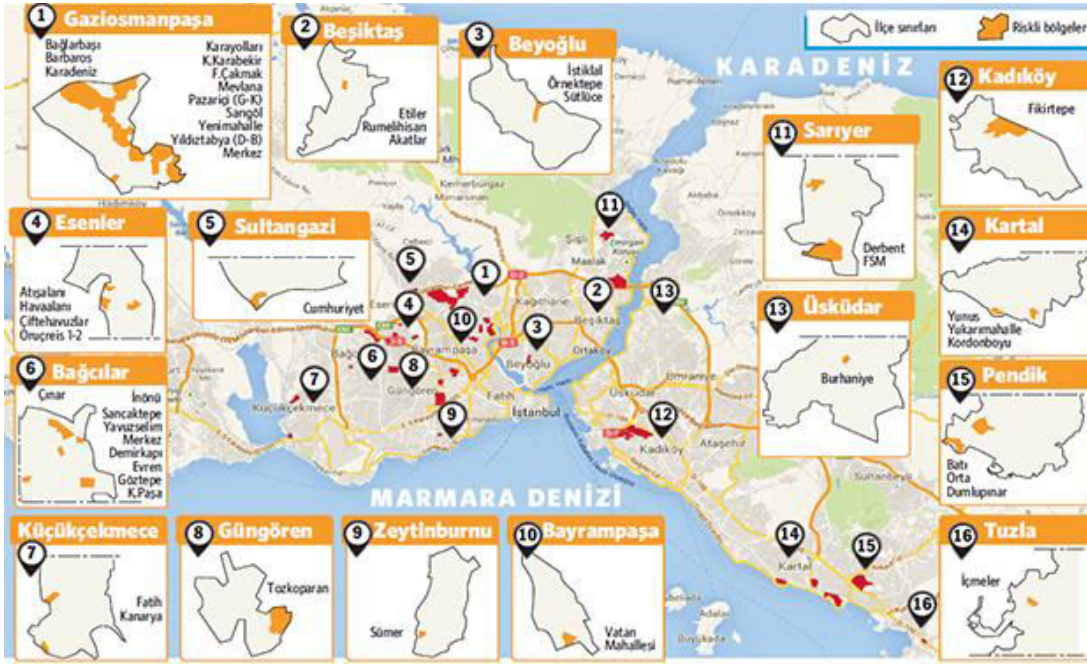 1 Gaziosmanpaşa
Bağlarbaşı
Barbaros
Karadeniz
Karayolları
K.Karabekir
F.Çakmak
Mevlana
Pazariçi (G-K)
Sarıgöl
Yenimahalle
Yıldıztabya (D-B)
Merkez
2 Beşiktaş
Etiler
Rumelihisarı
Akatlar
3 Beyoğlu
İstiklal
Örnektepe
Sütlüce
İlçe sınırları
Riskli bölgeler
KARADENİZ
12 Kadıköy
Fikirtepe
11 Sarıyer
Derbent
FSM
4 Esenler
Atışalanı
Havaalanı
Çiftehavuzlar
Oruçreis 1-2
5 Sultangazi
Cumhuriyet
14 Kartal
Yunus
Yukarımahalle
Kordonboyu
13 Üsküdar
Burhaniye
6 Bağcılar
Çınar
İnönü
Sancaktepe
Yavuzselim
Merkez
Demirkapı
Evren
Göztepe
K.Paşa
15 Pendik
Batı
Orta
Dumlupınar
Kemerburgaz
Şişli
Maslak
Kağıthane
Beşiktaş
Ortaköy
Bayrampaşa
Beyoğlu
Güngören
Fatih
İstanbul
Küçükçekmece
Üsküdar
Ümraniye
Kadıköy
Ataşehir
Sultanbeyli
Kartal
Adalar
Büyükada
MARMARA DENİZİ
7 Küçükçekmece
Fatih
Kanarya
8 Güngören
Tozkoparan
9 Zeytinburnu
Sümer
10 Bayrampaşa
Vatan
Mahallesi
16 Tuzla
İçmeler